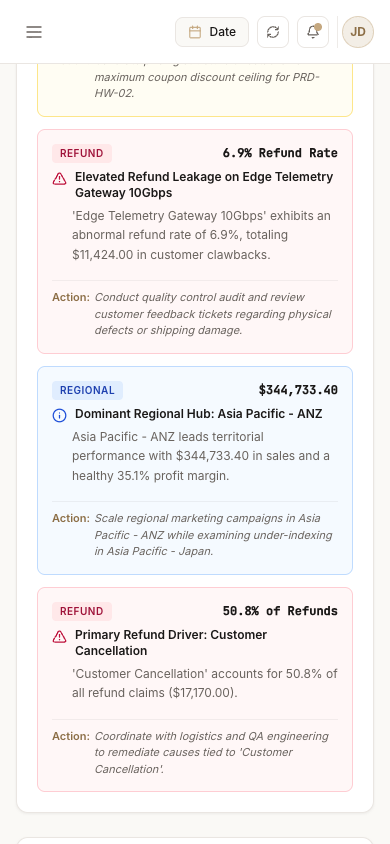 Date
JD
maximum coupon discount ceiling for PRD-
HW-02.
REFUND
6.9% Refund Rate
Elevated Refund Leakage on Edge Telemetry
Gateway 10Gbps
'Edge Telemetry Gateway 10Gbps' exhibits an
abnormal refund rate of 6.9%, totaling
$11,424.00 in customer clawbacks.
Action: Conduct quality control audit and review
customer feedback tickets regarding physical
defects or shipping damage.
REGIONAL
$344,733.40
Dominant Regional Hub: Asia Pacific - ANZ
Asia Pacific - ANZ leads territorial
performance with $344,733.40 in sales and a
healthy 35.1% profit margin.
Action: Scale regional marketing campaigns in Asia
Pacific - ANZ while examining under-indexing
in Asia Pacific - Japan.
REFUND
50.8% of Refunds
Primary Refund Driver: Customer
Cancellation
'Customer Cancellation' accounts for 50.8% of
all refund claims ($17,170.00).
Action: Coordinate with logistics and QA engineering
to remediate causes tied to 'Customer
Cancellation'.